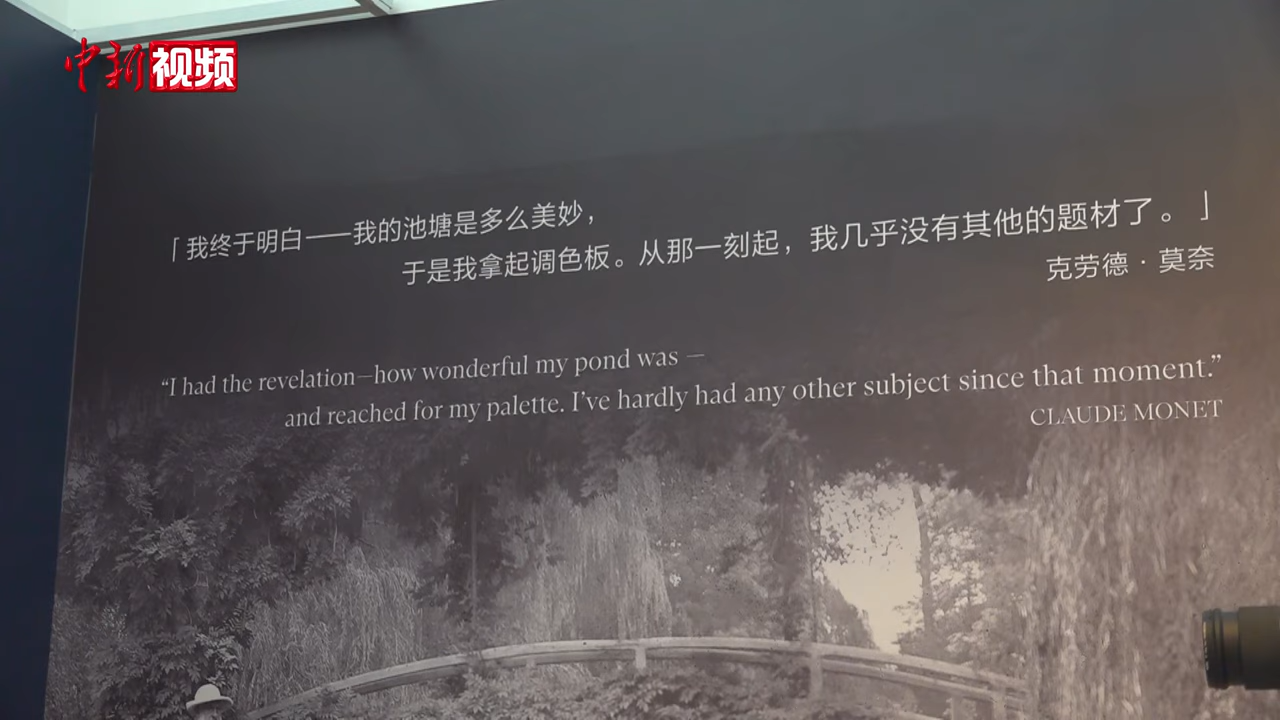 中新视频
「我终于明白——我的池塘是多么美妙，
于是我拿起调色板。从那一刻起，我几乎没有其他的题材了。」
克劳德·莫奈
“I had the revelation—how wonderful my pond was —
and reached for my palette. I’ve hardly had any other subject since that moment.”
CLAUDE MONET